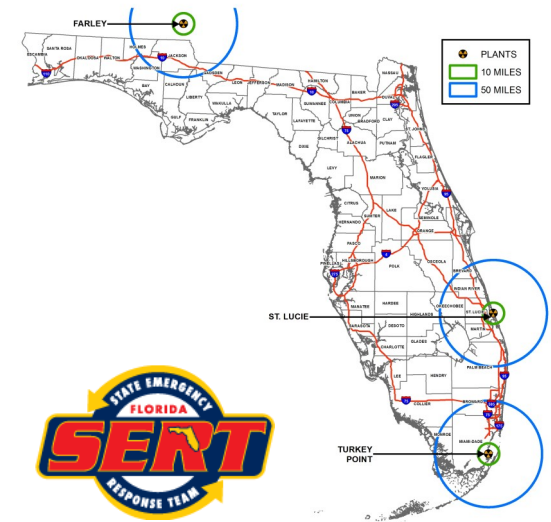 FARLEY
PLANTS
10 MILES
50 MILES
ESCAMBIA
SANTA ROSA
OKALOOSA
WALTON
HOLMES
JACKSON
WASHINGTON
BAY
CALHOUN
GULF
LIBERTY
FRANKLIN
GADSDEN
LEON
WAKULLA
JEFFERSON
MADISON
TAYLOR
HAMILTON
SUWANNEE
LAFAYETTE
DIXIE
COLUMBIA
GILCHRIST
LEVY
BAKER
UNION
BRADFORD
ALACHUA
NASSAU
CLAY
ST. JOHNS
PUTNAM
FLAGLER
MARION
VOLUSIA
CITRUS
SUMTER
LAKE
HERNANDO
SEMINOLE
ORANGE
PASCO
HILLSBOROUGH
PINELLAS
POLK
OSCEOLA
BREVARD
INDIAN RIVER
MANATEE
HARDEE
OKEECHOBEE
ST. LUCIE
HIGHLANDS
ST. LUCIE
SARASOTA
DESOTO
MARTIN
CHARLOTTE
GLADES
LEE
HENDRY
PALM BEACH
COLLIER
BROWARD
MONROE
MIAMI-DADE
TURKEY
POINT
STATE EMERGENCY
FLORIDA
SERT
RESPONSE TEAM